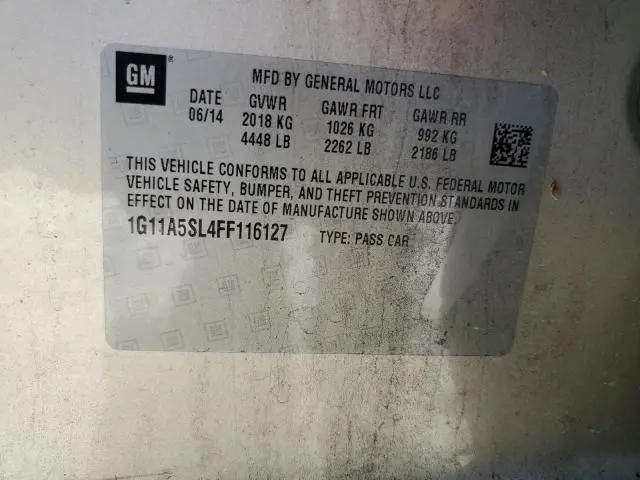 GM ®
MFD BY GENERAL MOTORS LLC
DATE GVWR GAWR FRT GAWR RR
06/14 2018 KG 1026 KG 992 KG
4448 LB 2262 LB 2186 LB
THIS VEHICLE CONFORMS TO ALL APPLICABLE U.S. FEDERAL MOTOR
VEHICLE SAFETY, BUMPER, AND THEFT PREVENTION STANDARDS IN
EFFECT ON THE DATE OF MANUFACTURE SHOWN ABOVE.
1G11A5SL4FF116127 TYPE: PASS CAR